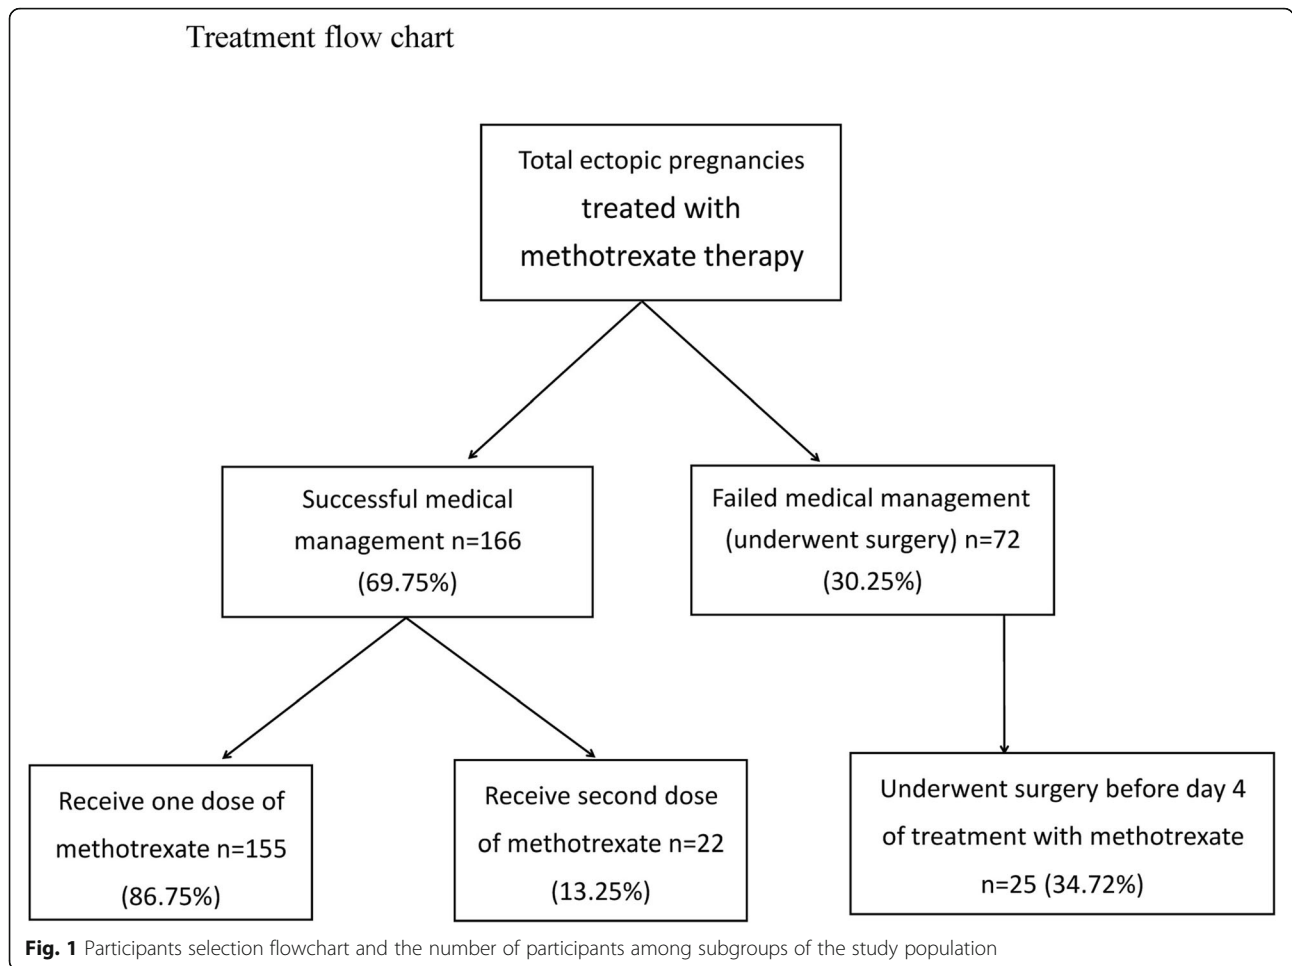 Treatment flow chart
Total ectopic pregnancies
treated with
methotrexate therapy
Successful medical
management n=166
(69.75%)
Failed medical management
(underwent surgery) n=72
(30.25%)
Receive one dose of
methotrexate n=155
(86.75%)
Receive second dose
of methotrexate n=22
(13.25%)
Underwent surgery before day 4
of treatment with methotrexate
n=25 (34.72%)
Fig. 1 Participants selection flowchart and the number of participants among subgroups of the study population